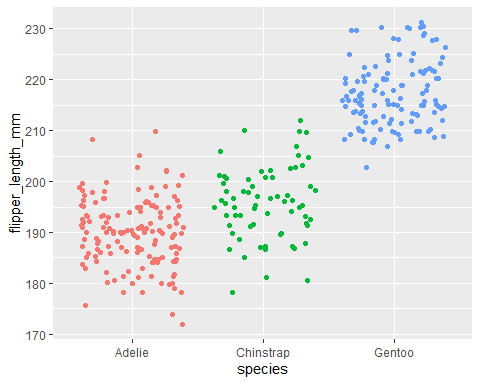 flipper_length_mm
230
220
210
200
190
180
170
Adelie
Chinstrap
Gentoo
species